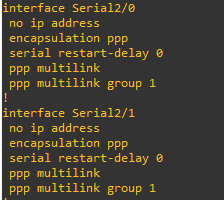 interface Serial2/0
 no ip address
 encapsulation ppp
 serial restart-delay 0
 ppp multilink
 ppp multilink group 1
!
interface Serial2/1
 no ip address
 encapsulation ppp
 serial restart-delay 0
 ppp multilink
 ppp multilink group 1